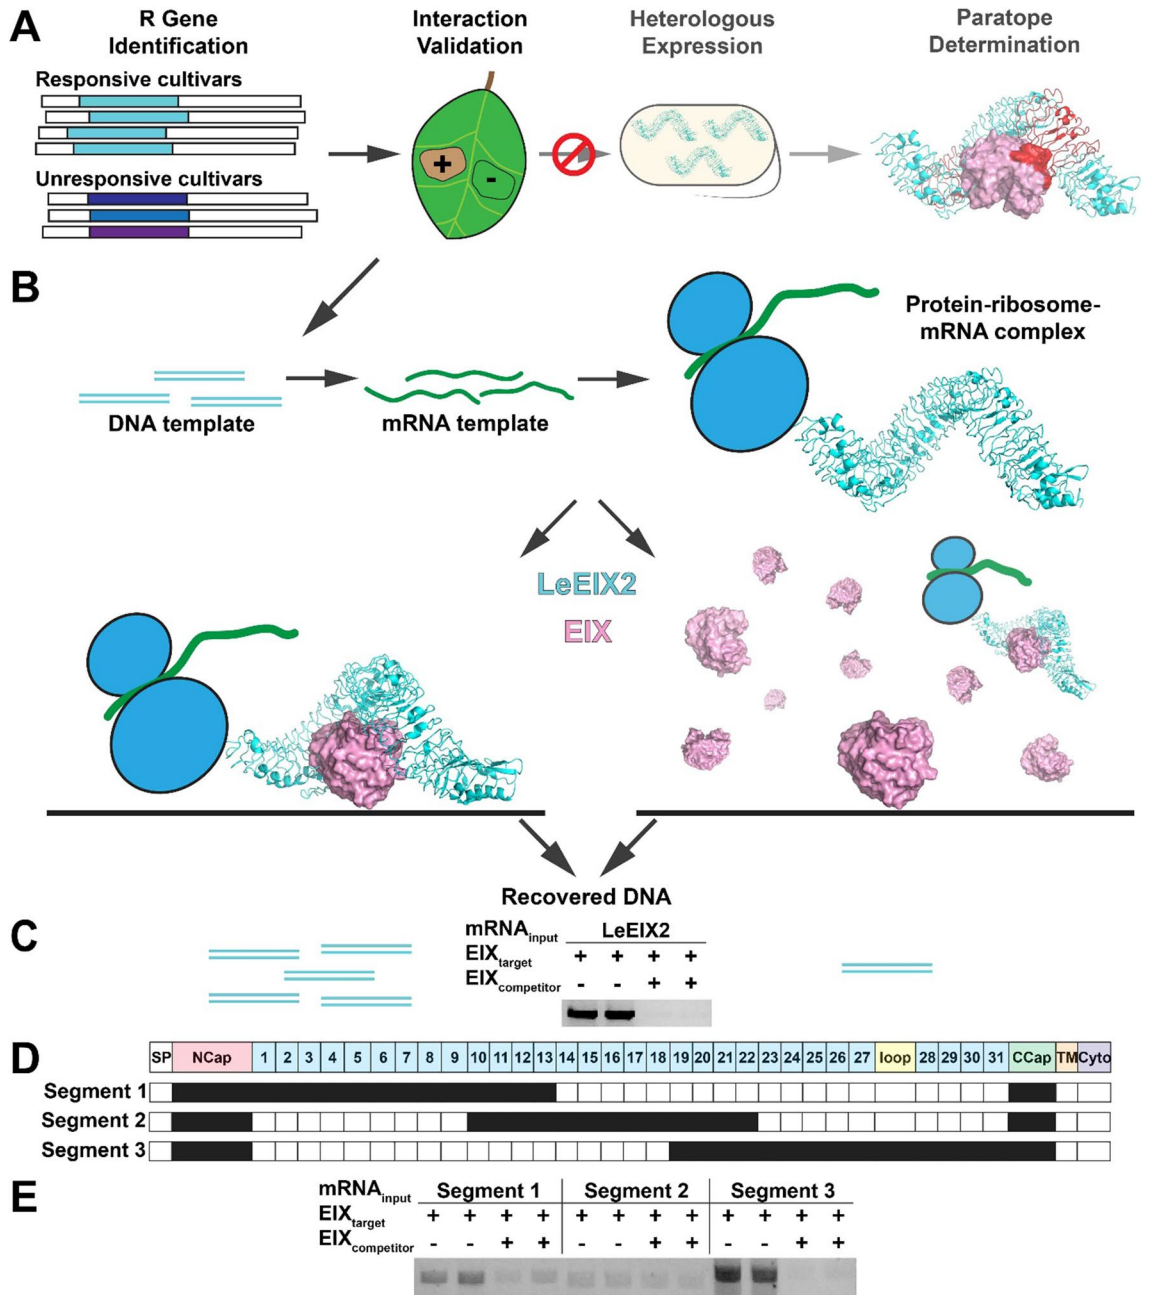 A
R Gene
Identification
Interaction
Validation
Heterologous
Expression
Paratope
Determination
Responsive cultivars
+
-
Unresponsive cultivars
B
Protein-ribosome-
mRNA complex
DNA template
mRNA template
LeEIX2
EIX
Recovered DNA
C
mRNAinput LeEIX2
EIXtarget + + + +
EIXcompetitor - - + +
D
SP NCap 1 2 3 4 5 6 7 8 9 10 11 12 13 14 15 16 17 18 19 20 21 22 23 24 25 26 27 loop 28 29 30 31 CCap TM Cyto
Segment 1
Segment 2
Segment 3
E
mRNAinput Segment 1 Segment 2 Segment 3
EIXtarget + + + + + + + + + + + +
EIXcompetitor - - + + - - + + - - + +